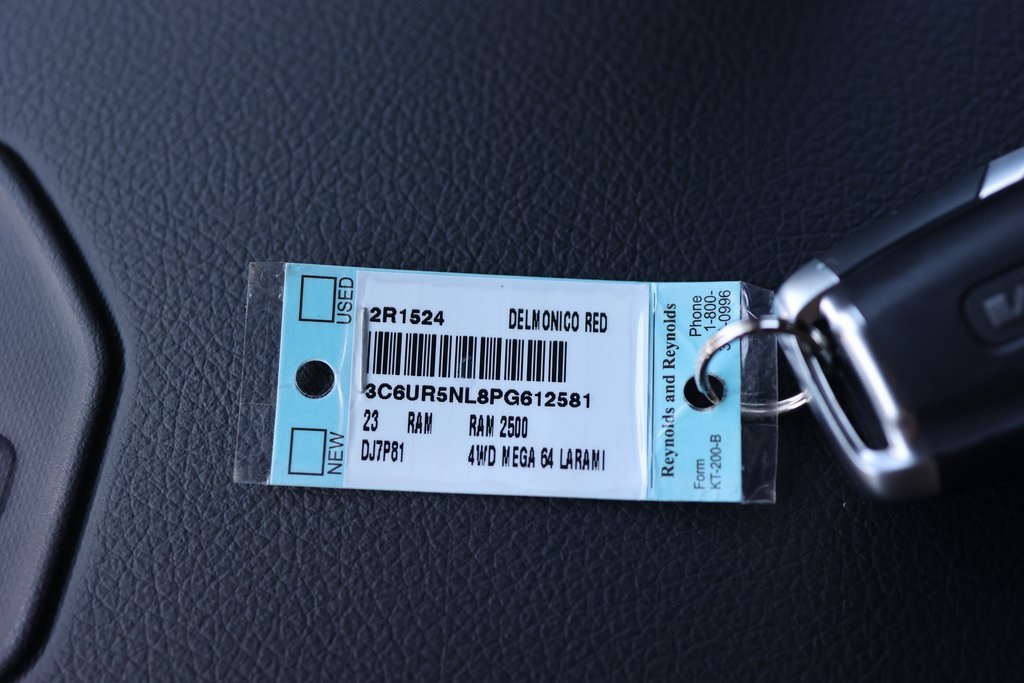 USED
NEW
2R1524 DELMONICO RED
3C6UR5NL8PG612581
23 RAM RAM 2500
DJ7P81 4WD MEGA 64 LARAMI
Reynolds and Reynolds
Phone
1-800-
-0996
Form
KT-200-B